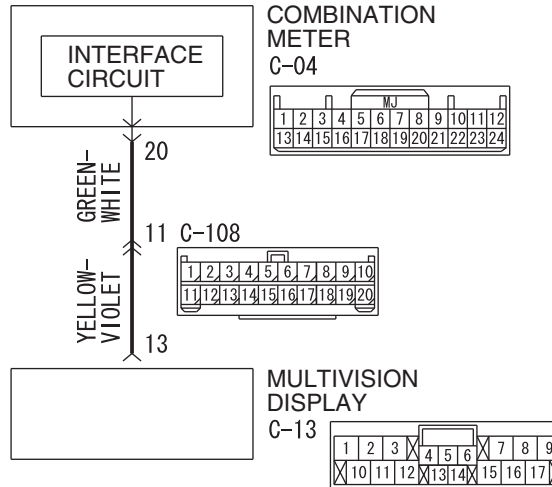 COMBINATION
METER
C-04
INTERFACE
CIRCUIT
MJ
1 2 3 4 5 6 7 8 9 10 11 12
13 14 15 16 17 18 19 20 21 22 23 24
20
GREEN-
WHITE
11 C-108
1 2 3 4 5 6 7 8 9 10
11 12 13 14 15 16 17 18 19 20
YELLOW-
VIOLET
13
MULTIVISION
DISPLAY
C-13
1 2 3 4 5 6 7 8 9
10 11 12 13 14 15 16 17